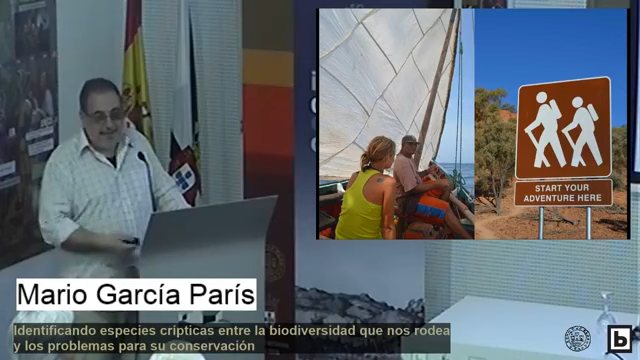 START YOUR
ADVENTURE HERE
Mario García París
Identificando especies crípticas entre la biodiversidad que nos rodea
y los problemas para su conservación
b